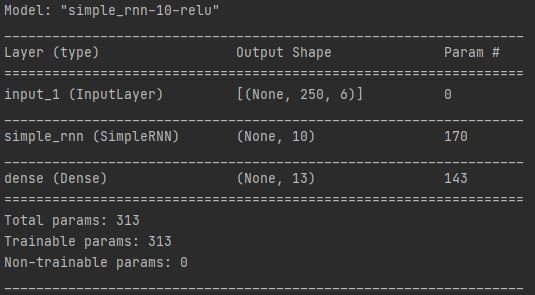 Model: "simple_rnn-10-relu"
_________________________________________________________________
Layer (type)                 Output Shape              Param #
=================================================================
input_1 (InputLayer)         [(None, 250, 6)]          0
_________________________________________________________________
simple_rnn (SimpleRNN)       (None, 10)                170
_________________________________________________________________
dense (Dense)                (None, 13)                143
=================================================================
Total params: 313
Trainable params: 313
Non-trainable params: 0
_________________________________________________________________